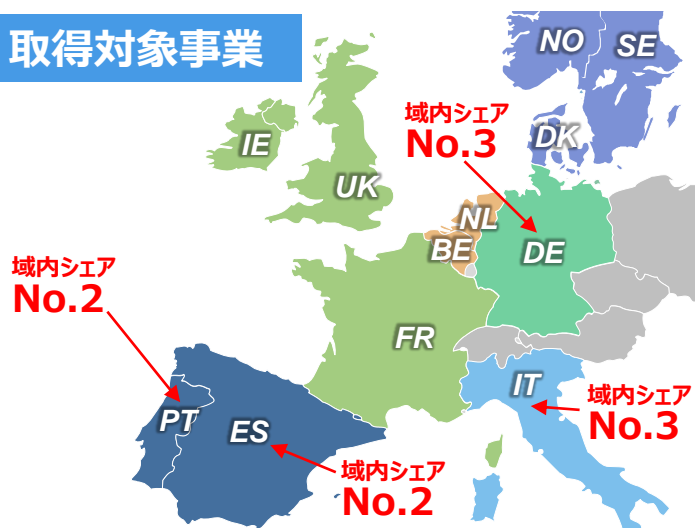 取得対象事業
NO
SE
域内シェア
No.3
DK
IE
UK
NL
BE
DE
域内シェア
No.2
FR
IT
域内シェア
No.3
PT
ES
域内シェア
No.2